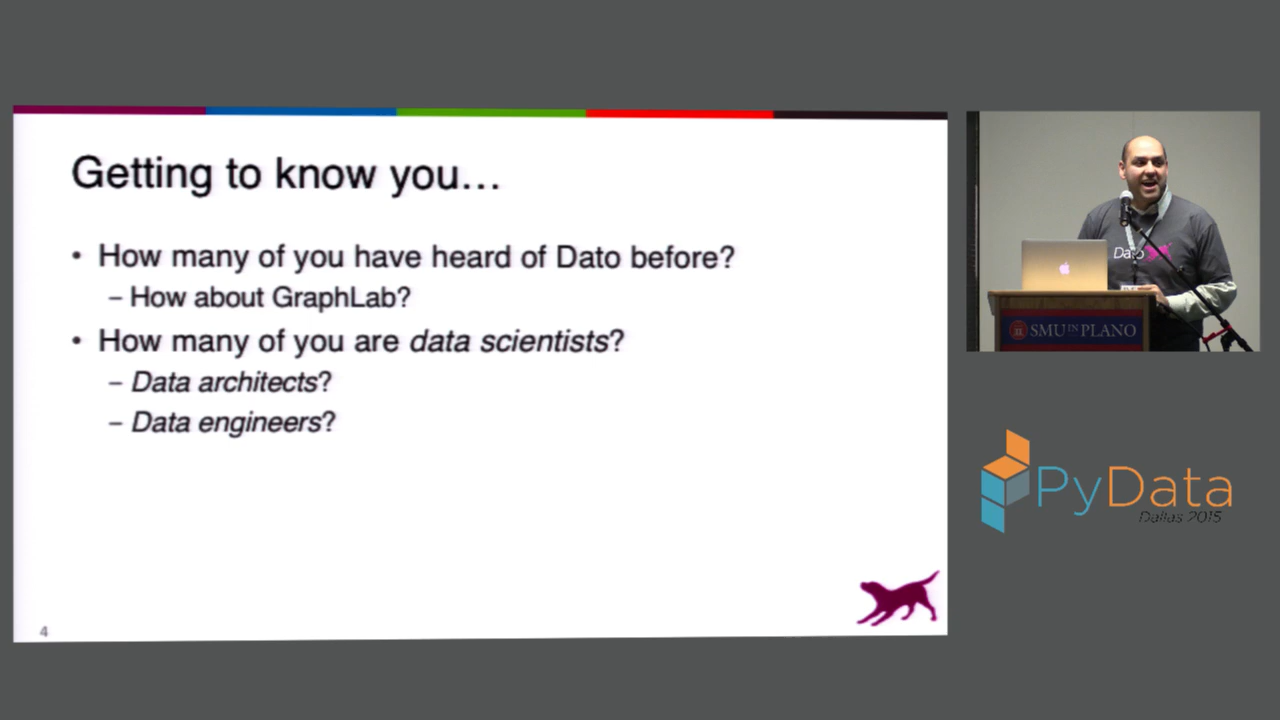 Getting to know you...
• How many of you have heard of Dato before?
– How about GraphLab?
• How many of you are data scientists?
– Data architects?
– Data engineers?
4
Dato
SMU IN PLANO
PyData
Dallas 2015